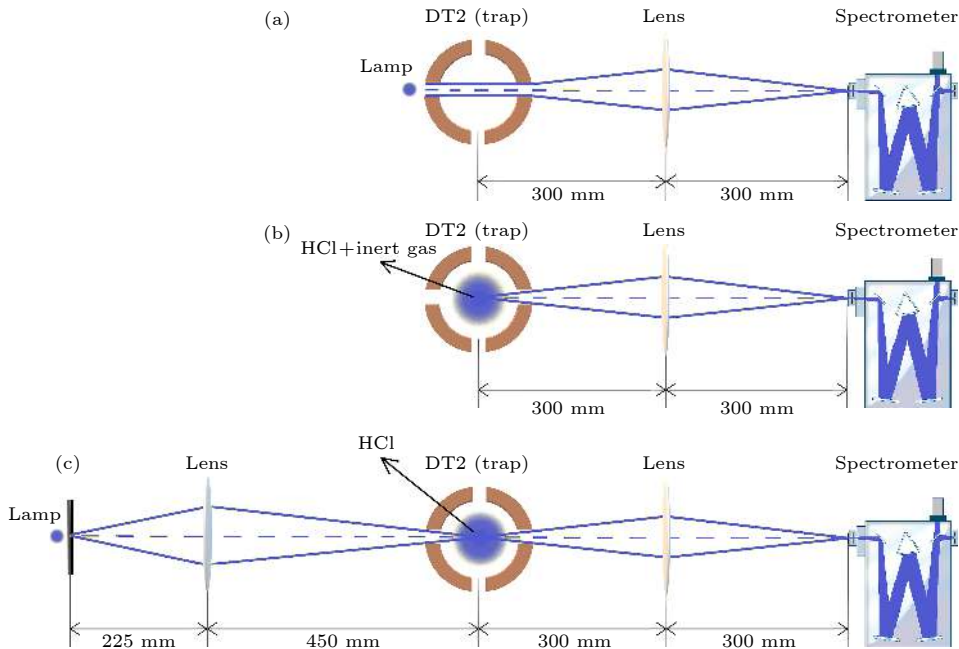 (a)
DT2 (trap)
Lens
Spectrometer
Lamp
300 mm
300 mm
(b)
DT2 (trap)
Lens
Spectrometer
HCl+inert gas
300 mm
300 mm
HCl
(c)
Lens
DT2 (trap)
Lens
Spectrometer
Lamp
225 mm
450 mm
300 mm
300 mm